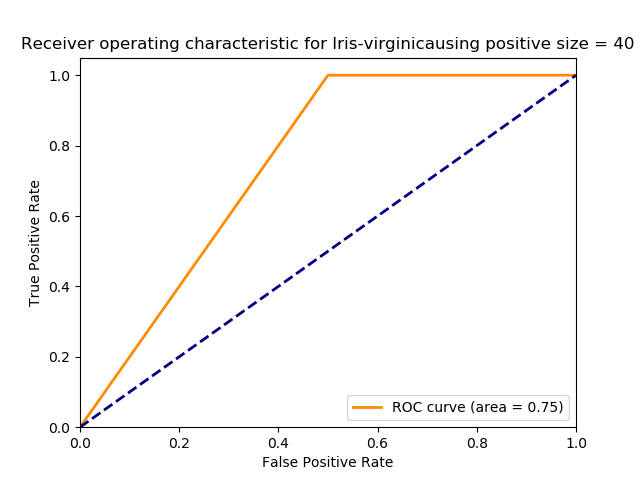 Receiver operating characteristic for Iris-virginicausing positive size = 40
1.0
0.8
0.6
0.4
0.2
0.0
True Positive Rate
ROC curve (area = 0.75)
0.0 0.2 0.4 0.6 0.8 1.0
False Positive Rate